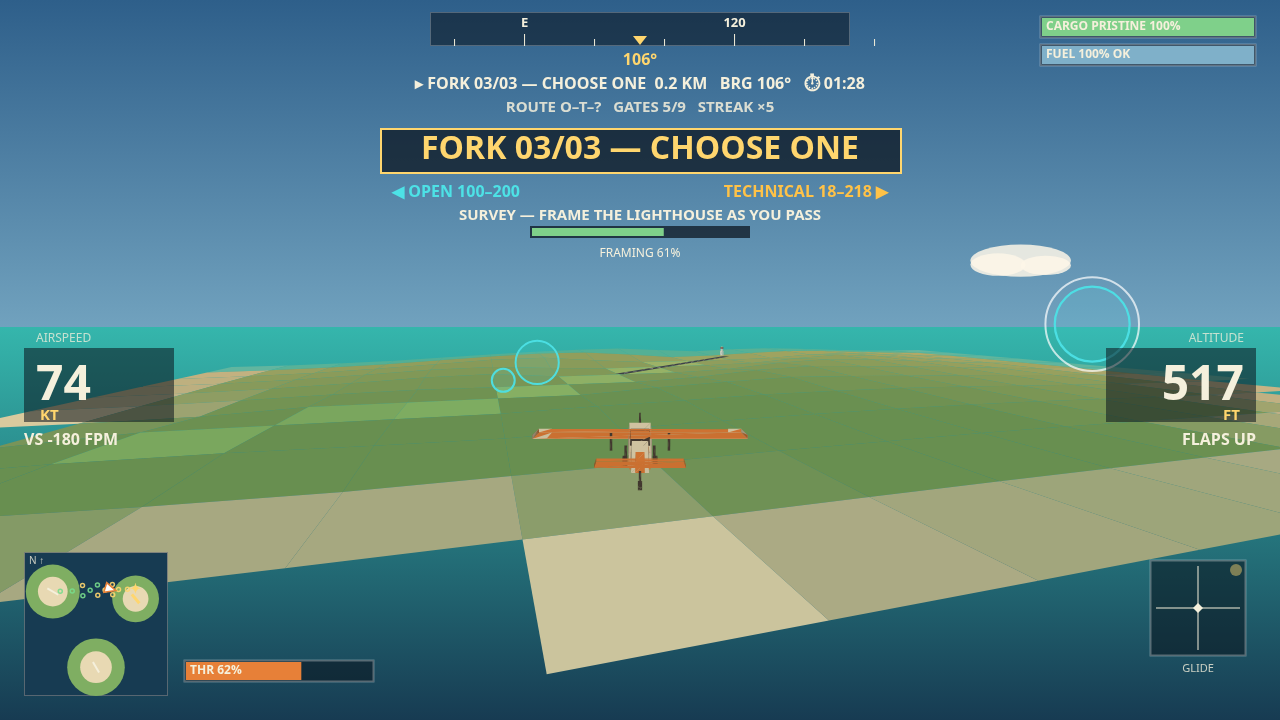 E 120
106°
CARGO PRISTINE 100%
FUEL 100% OK
▸ FORK 03/03 — CHOOSE ONE 0.2 KM BRG 106° ⏱ 01:28
ROUTE O–T–? GATES 5/9 STREAK ×5
FORK 03/03 — CHOOSE ONE
◀ OPEN 100–200
TECHNICAL 18–218 ▶
SURVEY — FRAME THE LIGHTHOUSE AS YOU PASS
FRAMING 61%
AIRSPEED
74
KT
VS -180 FPM
ALTITUDE
517
FT
FLAPS UP
N ↑
THR 62%
GLIDE